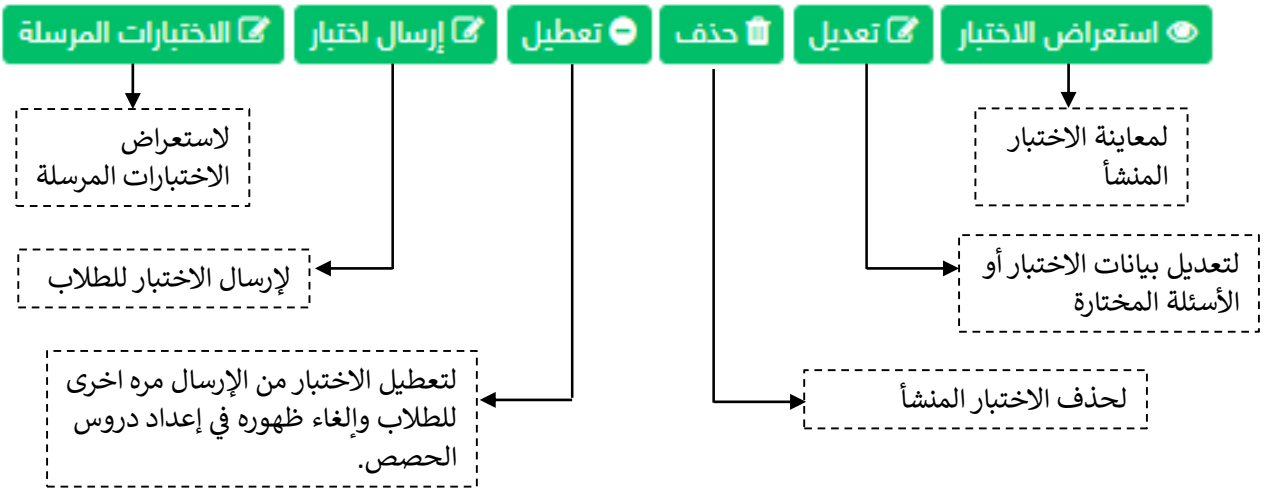 استعراض الاختبار
تعديل
حذف
تعطيل
إرسال اختبار
الاختبارات المرسلة
لمعاينة الاختبار
المنشأ
لاستعراض
الاختبارات المرسلة
لتعديل بيانات الاختبار أو
الأسئلة المختارة
لإرسال الاختبار للطلاب
لحذف الاختبار المنشأ
لتعطيل الاختبار من الإرسال مره اخرى
للطلاب وإلغاء ظهوره في إعداد دروس
الحصص.